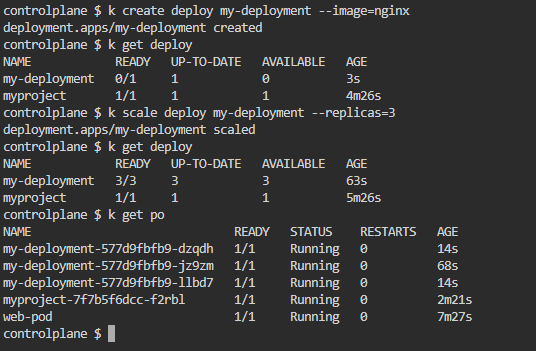 controlplane $ k create deploy my-deployment --image=nginx
deployment.apps/my-deployment created
controlplane $ k get deploy
NAME            READY   UP-TO-DATE   AVAILABLE   AGE
my-deployment   0/1     1            0           3s
myproject       1/1     1            1           4m26s
controlplane $ k scale deploy my-deployment --replicas=3
deployment.apps/my-deployment scaled
controlplane $ k get deploy
NAME            READY   UP-TO-DATE   AVAILABLE   AGE
my-deployment   3/3     3            3           63s
myproject       1/1     1            1           5m26s
controlplane $ k get po
NAME                             READY   STATUS    RESTARTS   AGE
my-deployment-577d9fbfb9-dzqdh   1/1     Running   0          14s
my-deployment-577d9fbfb9-jz9zm   1/1     Running   0          68s
my-deployment-577d9fbfb9-llbd7   1/1     Running   0          14s
myproject-7f7b5f6dcc-f2rbl       1/1     Running   0          2m21s
web-pod                          1/1     Running   0          7m27s
controlplane $